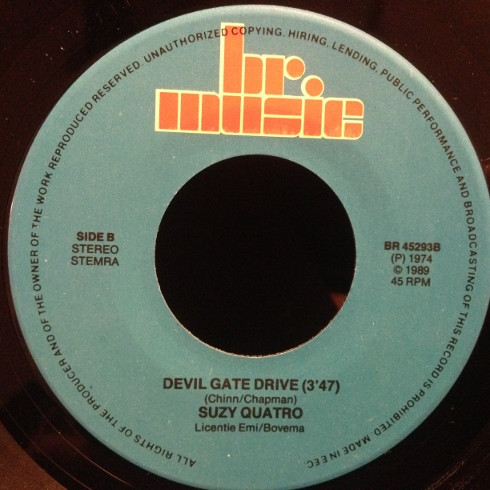 ALL RIGHTS OF THE PRODUCER AND OF THE OWNER OF THE WORK REPRODUCED RESERVED. UNAUTHORIZED COPYING, HIRING, LENDING, PUBLIC PERFORMANCE AND BROADCASTING OF THIS RECORD IS PROHIBITED. MADE IN EEC
br.
music
SIDE B
STEREO
STEMRA
BR 45293B
(P) 1974
© 1989
45 RPM
DEVIL GATE DRIVE (3'47)
(Chinn/Chapman)
SUZY QUATRO
Licentie Emi/Bovema